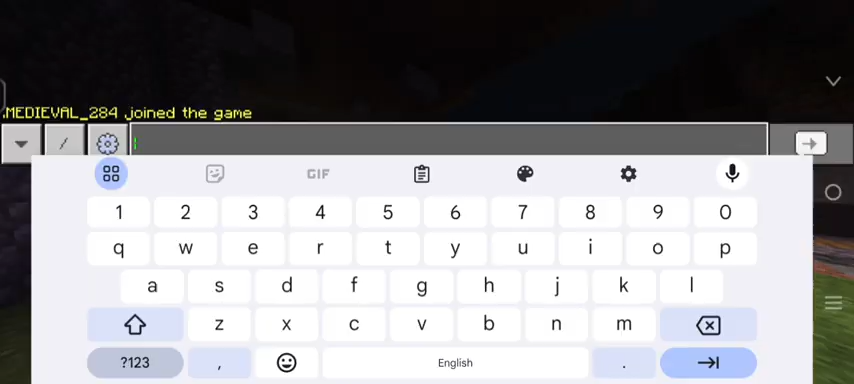 .MEDIEVAL_284 joined the game
/
GIF
1 2 3 4 5 6 7 8 9 0
q w e r t y u i o p
a s d f g h j k l
z x c v b n m
?123 , English .